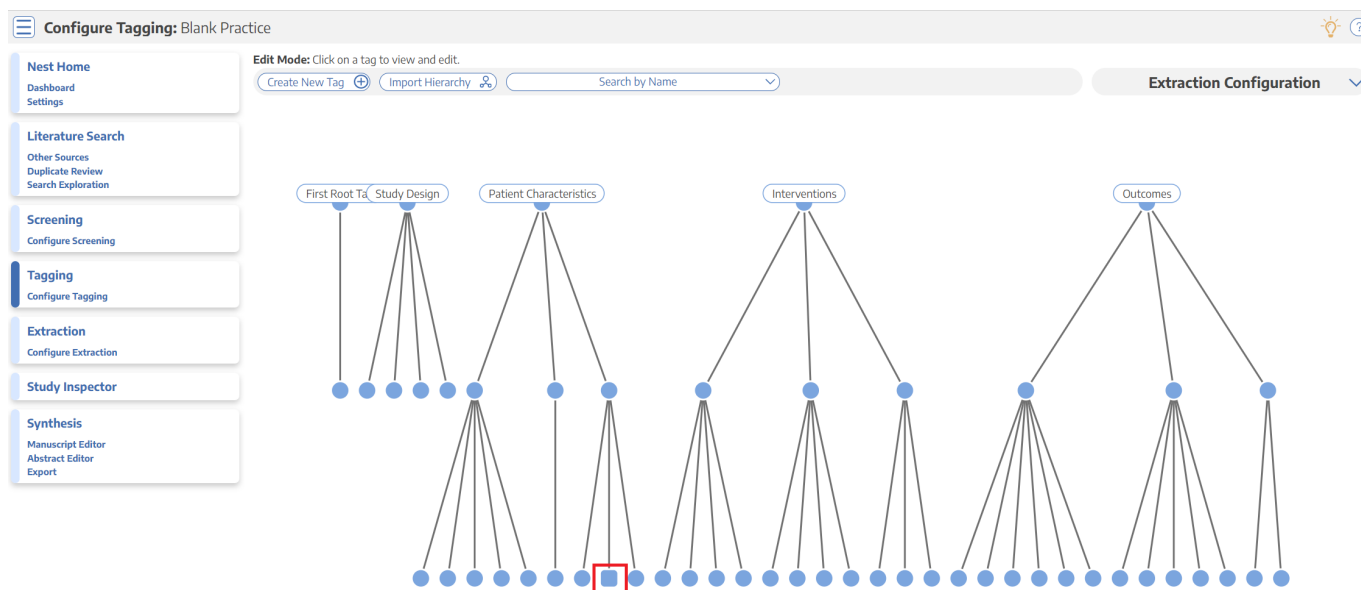 Configure Tagging: Blank Practice
?
Nest Home
Dashboard
Settings
Literature Search
Other Sources
Duplicate Review
Search Exploration
Screening
Configure Screening
Tagging
Configure Tagging
Extraction
Configure Extraction
Study Inspector
Synthesis
Manuscript Editor
Abstract Editor
Export
Edit Mode: Click on a tag to view and edit.
Create New Tag Import Hierarchy Search by Name Extraction Configuration
First Root Ta Study Design Patient Characteristics Interventions Outcomes